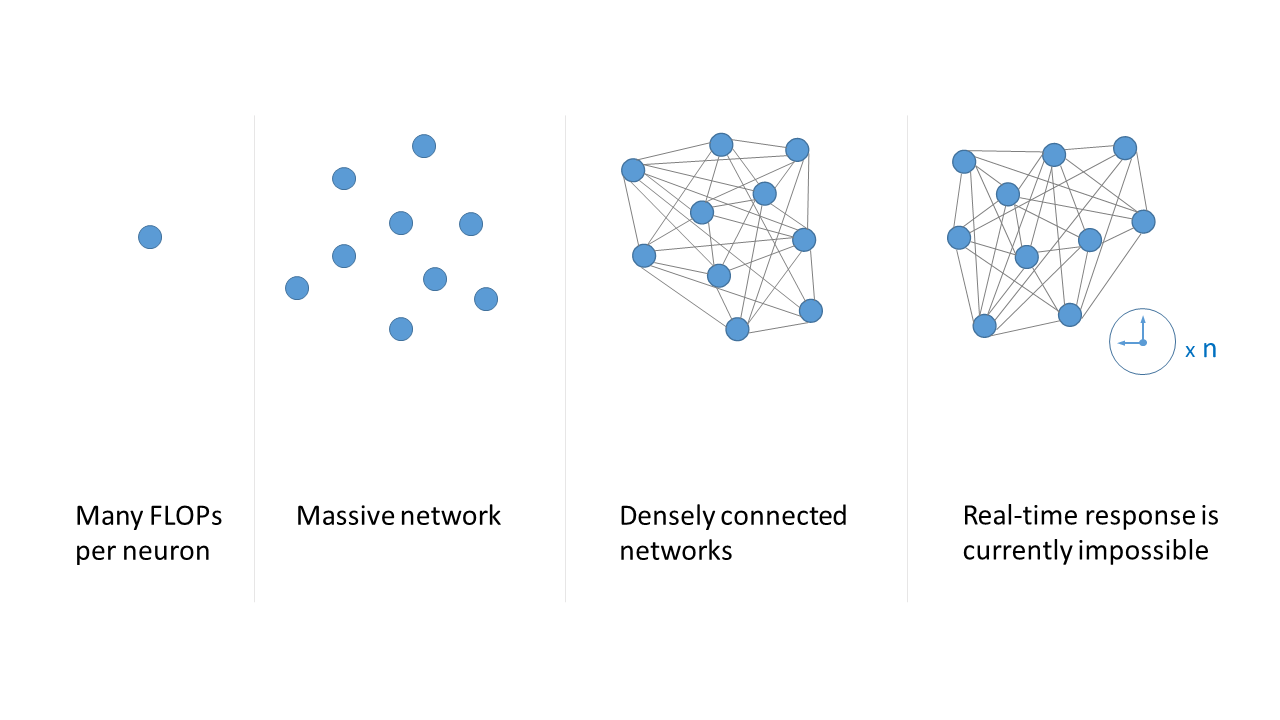 x n
Many FLOPs
per neuron
Massive network
Densely connected
networks
Real-time response is
currently impossible